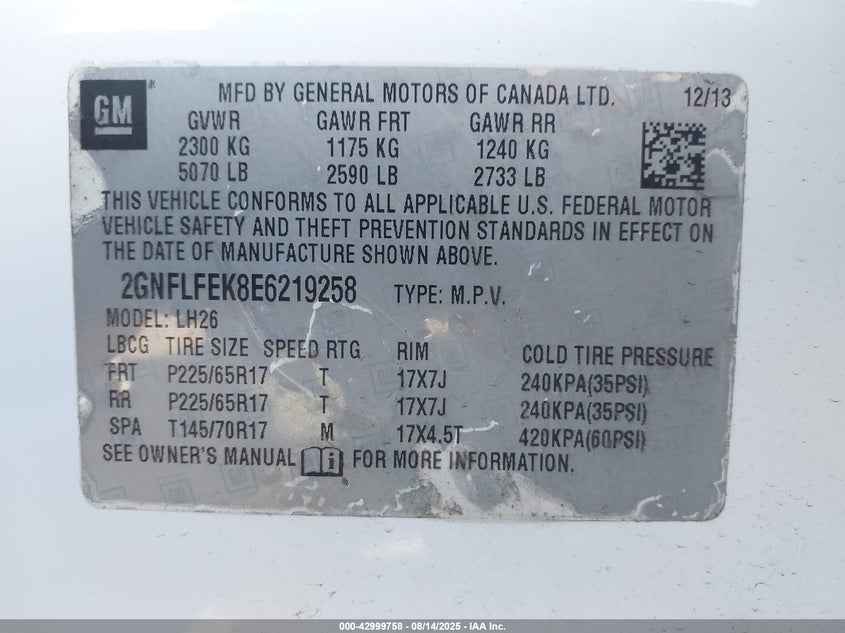 GM
MFD BY GENERAL MOTORS OF CANADA LTD. 12/13
GVWR GAWR FRT GAWR RR
2300 KG 1175 KG 1240 KG
5070 LB 2590 LB 2733 LB
THIS VEHICLE CONFORMS TO ALL APPLICABLE U.S. FEDERAL MOTOR
VEHICLE SAFETY AND THEFT PREVENTION STANDARDS IN EFFECT ON
THE DATE OF MANUFACTURE SHOWN ABOVE.
2GNFLFEK8E6219258 TYPE: M.P.V.
MODEL: LH26
LBCG TIRE SIZE SPEED RTG RIM COLD TIRE PRESSURE
FRT P225/65R17 T 17X7J 240KPA(35PSI)
RR P225/65R17 T 17X7J 240KPA(35PSI)
SPA T145/70R17 M 17X4.5T 420KPA(60PSI)
SEE OWNER'S MANUAL i FOR MORE INFORMATION.
000-42999758 - 08/14/2025 - IAA Inc.